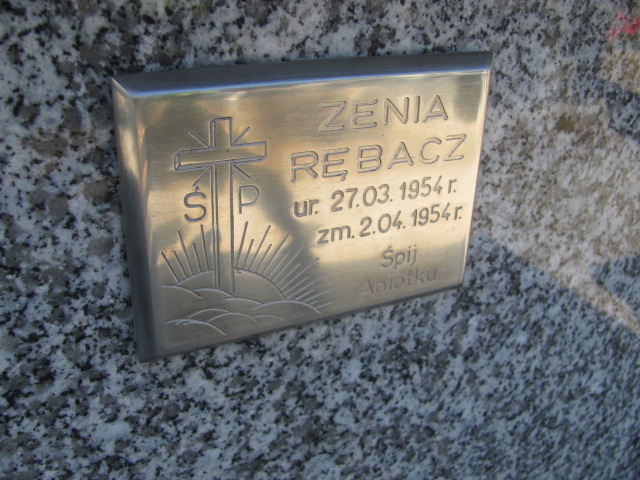 Ś P
ZENIA
RĘBACZ
ur. 27.03.1954 r.
zm. 2.04.1954 r.
Śpij
Aniołku